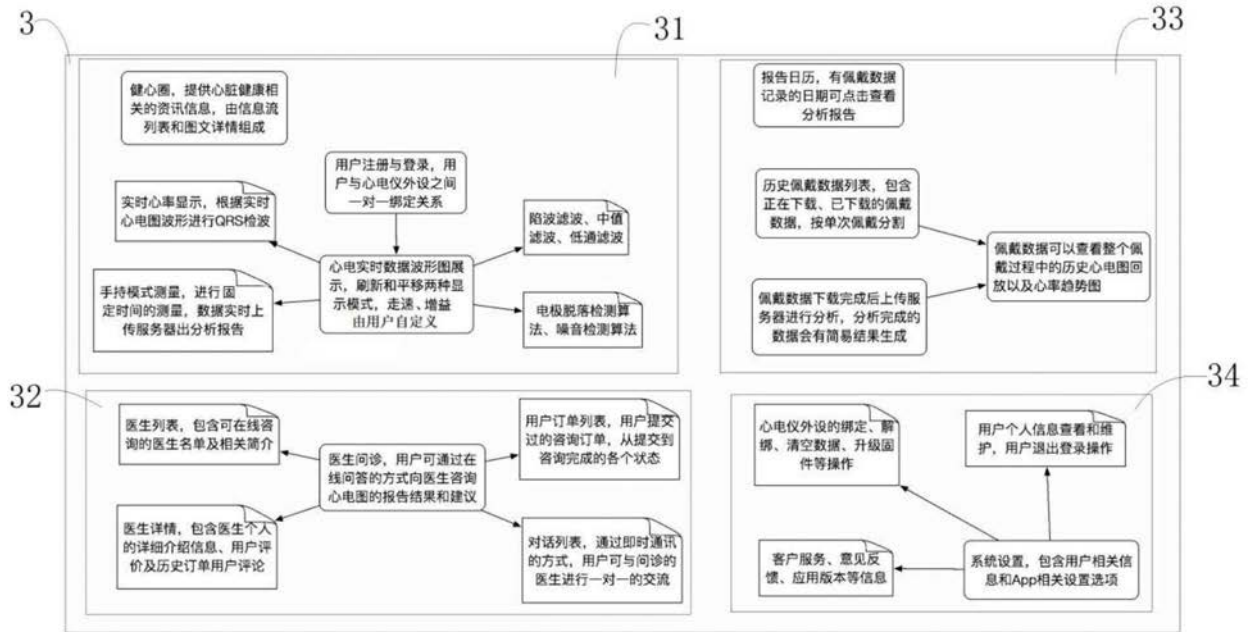 3
31
33
健心圈，提供心脏健康相
关的资讯信息，由信息流
列表和图文详情组成
用户注册与登录，用
户与心电仪外设之间
一对一绑定关系
实时心率显示，根据实时
心电图波形进行QRS检波
陷波滤波、中值
滤波、低通滤波
心电实时数据波形图展
示，刷新和平移两种显
示模式，走速、增益
由用户自定义
手持模式测量，进行固
定时间的测量，数据实时上
传服务器出分析报告
电极脱落检测算
法、噪音检测算法
报告日历，有佩戴数据
记录的日期可点击查看
分析报告
历史佩戴数据列表，包含
正在下载、已下载的佩戴
数据，按单次佩戴分割
佩戴数据可以查看整个佩
戴过程中的历史心电图回
放以及心率趋势图
佩戴数据下载完成后上传服
务器进行分析，分析完成的
数据会有简易结果生成
32
34
医生列表，包含可在线咨
询的医生名单及相关简介
用户订单列表，用户提交
过的咨询订单，从提交到
咨询完成的各个状态
医生问诊，用户可通过在
线问答的方式向医生咨询
心电图的报告结果和建议
医生详情，包含医生个人
的详细介绍信息、用户评
价及历史订单用户评论
对话列表，通过即时通讯
的方式，用户可与问诊的
医生进行一对一的交流
心电仪外设的绑定、解
绑、清空数据、升级固
件等操作
用户个人信息查看和维
护，用户退出登录操作
客户服务、意见反
馈、应用版本等信息
系统设置，包含用户相关信
息和App相关设置选项